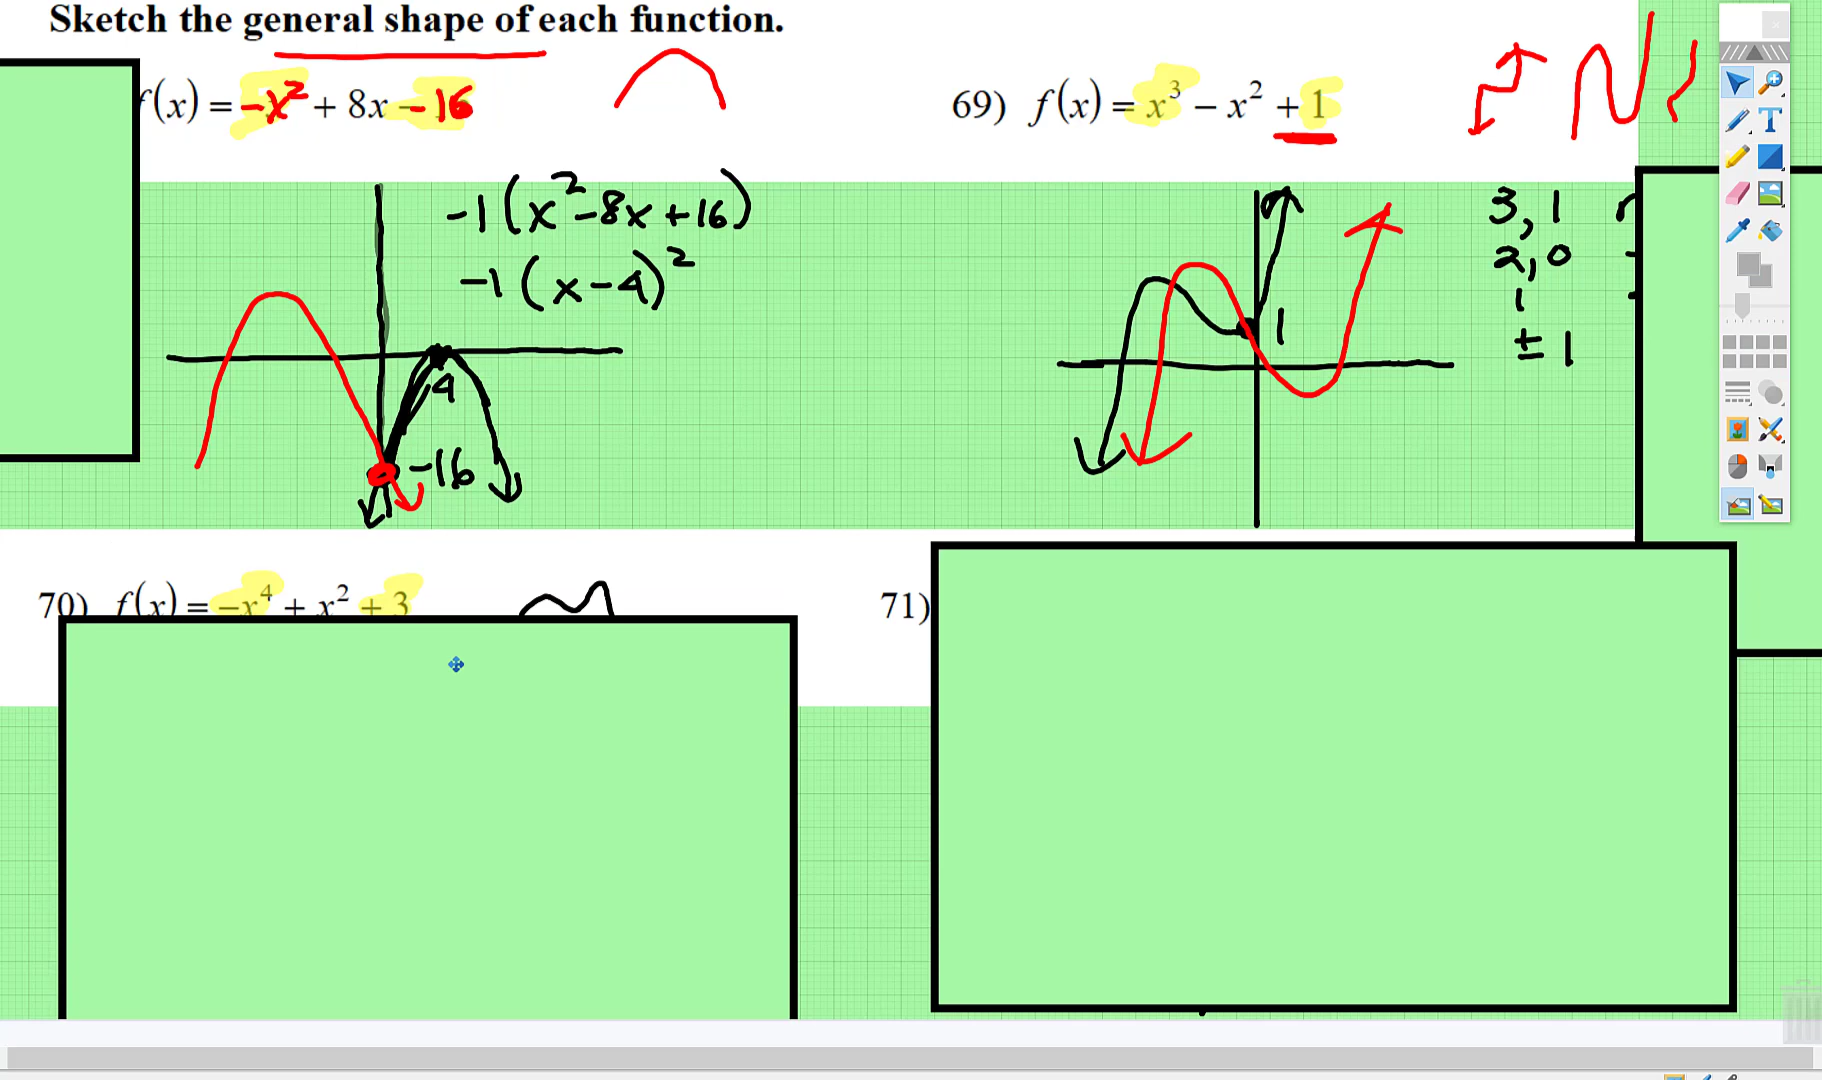 Sketch the general shape of each function.
f(x) = -x² + 8x - 16
69) f(x) = x³ − x² + 1
-1(x² - 8x + 16)
-1(x - 4)²
4
-16
1
3, 1
2, 0
1
± 1
70) f(x) = −x⁴ + x² + 3
71)
T